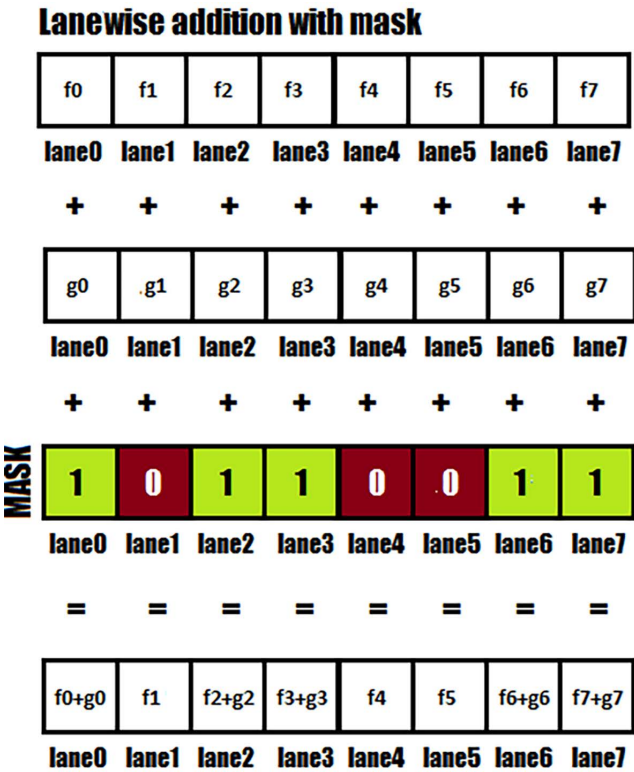 Lanewise addition with mask
f0 f1 f2 f3 f4 f5 f6 f7
lane0 lane1 lane2 lane3 lane4 lane5 lane6 lane7
+ + + + + + + +
g0 .g1 g2 g3 g4 g5 g6 g7
lane0 lane1 lane2 lane3 lane4 lane5 lane6 lane7
+ + + + + + + +
MASK
1 0 1 1 0 0 1 1
lane0 lane1 lane2 lane3 lane4 lane5 lane6 lane7
= = = = = = = =
f0+g0 f1 f2+g2 f3+g3 f4 f5 f6+g6 f7+g7
lane0 lane1 lane2 lane3 lane4 lane5 lane6 lane7